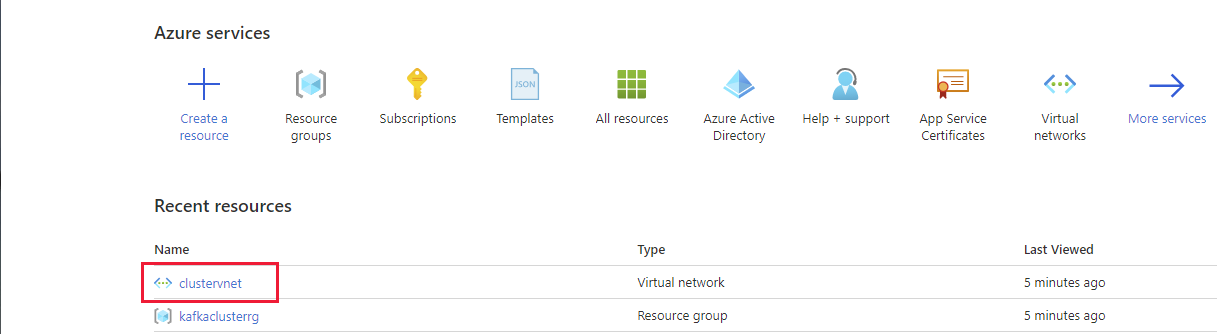 Azure services
Create a
resource
Resource
groups
Subscriptions
JSON
Templates
All resources
Azure Active
Directory
Help + support
App Service
Certificates
Virtual
networks
More services
Recent resources
Name Type Last Viewed
clustervnet Virtual network 5 minutes ago
kafkaclusterrg Resource group 5 minutes ago